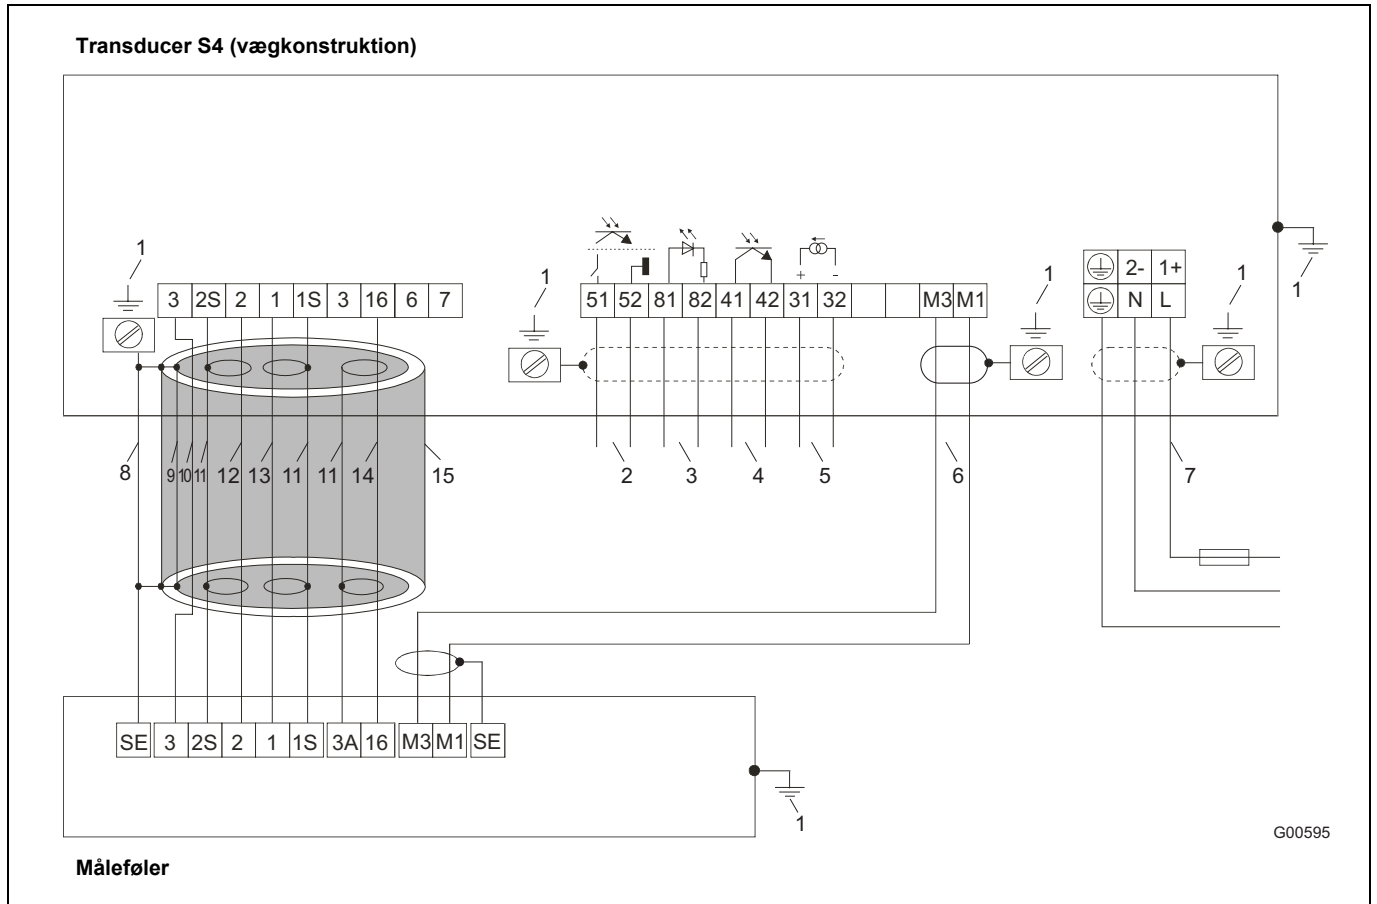 Transducer S4 (vægkonstruktion)
1
1
1
1
1
2- 1+
N L
3 2S 2 1 1S 3 16 6 7
51 52 81 82 41 42 31 32 M3 M1
+ -
8 9 10 11 12 13 11 11 14 15
2 3 4 5 6 7
SE 3 2S 2 1 1S 3A 16 M3 M1 SE
1
G00595
Måleføler